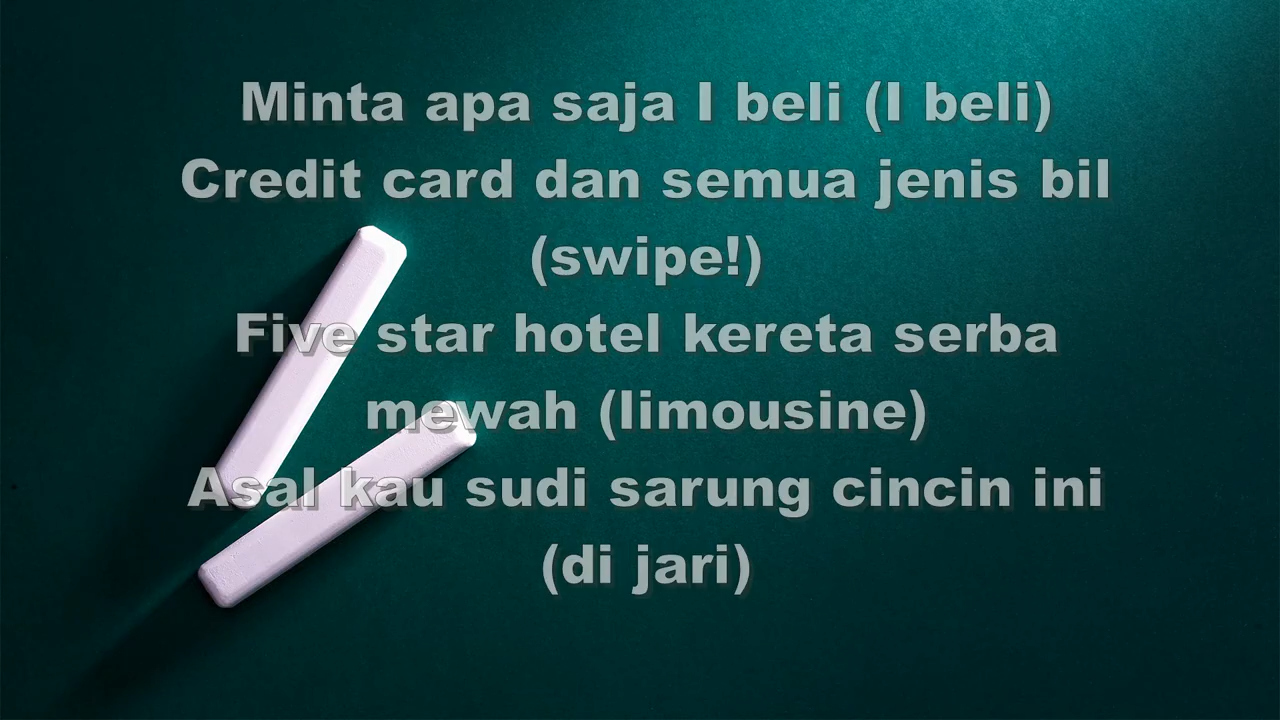 Minta apa saja I beli (I beli)
Credit card dan semua jenis bil
(swipe!)
Five star hotel kereta serba
mewah (limousine)
Asal kau sudi sarung cincin ini
(di jari)